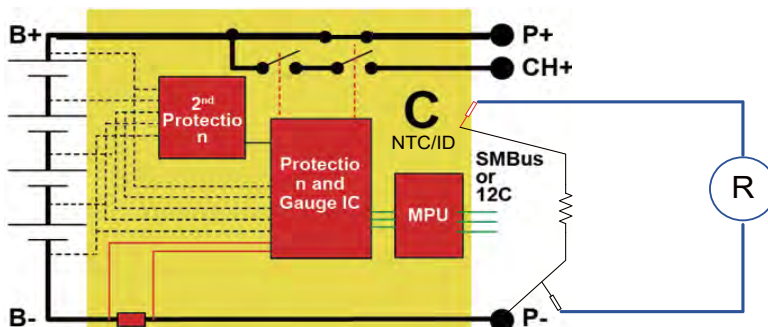 B+
P+
CH+
2nd
Protectio
n
C
NTC/ID
Protectio
n and
Gauge IC
SMBus
or
12C
MPU
R
B-
P-